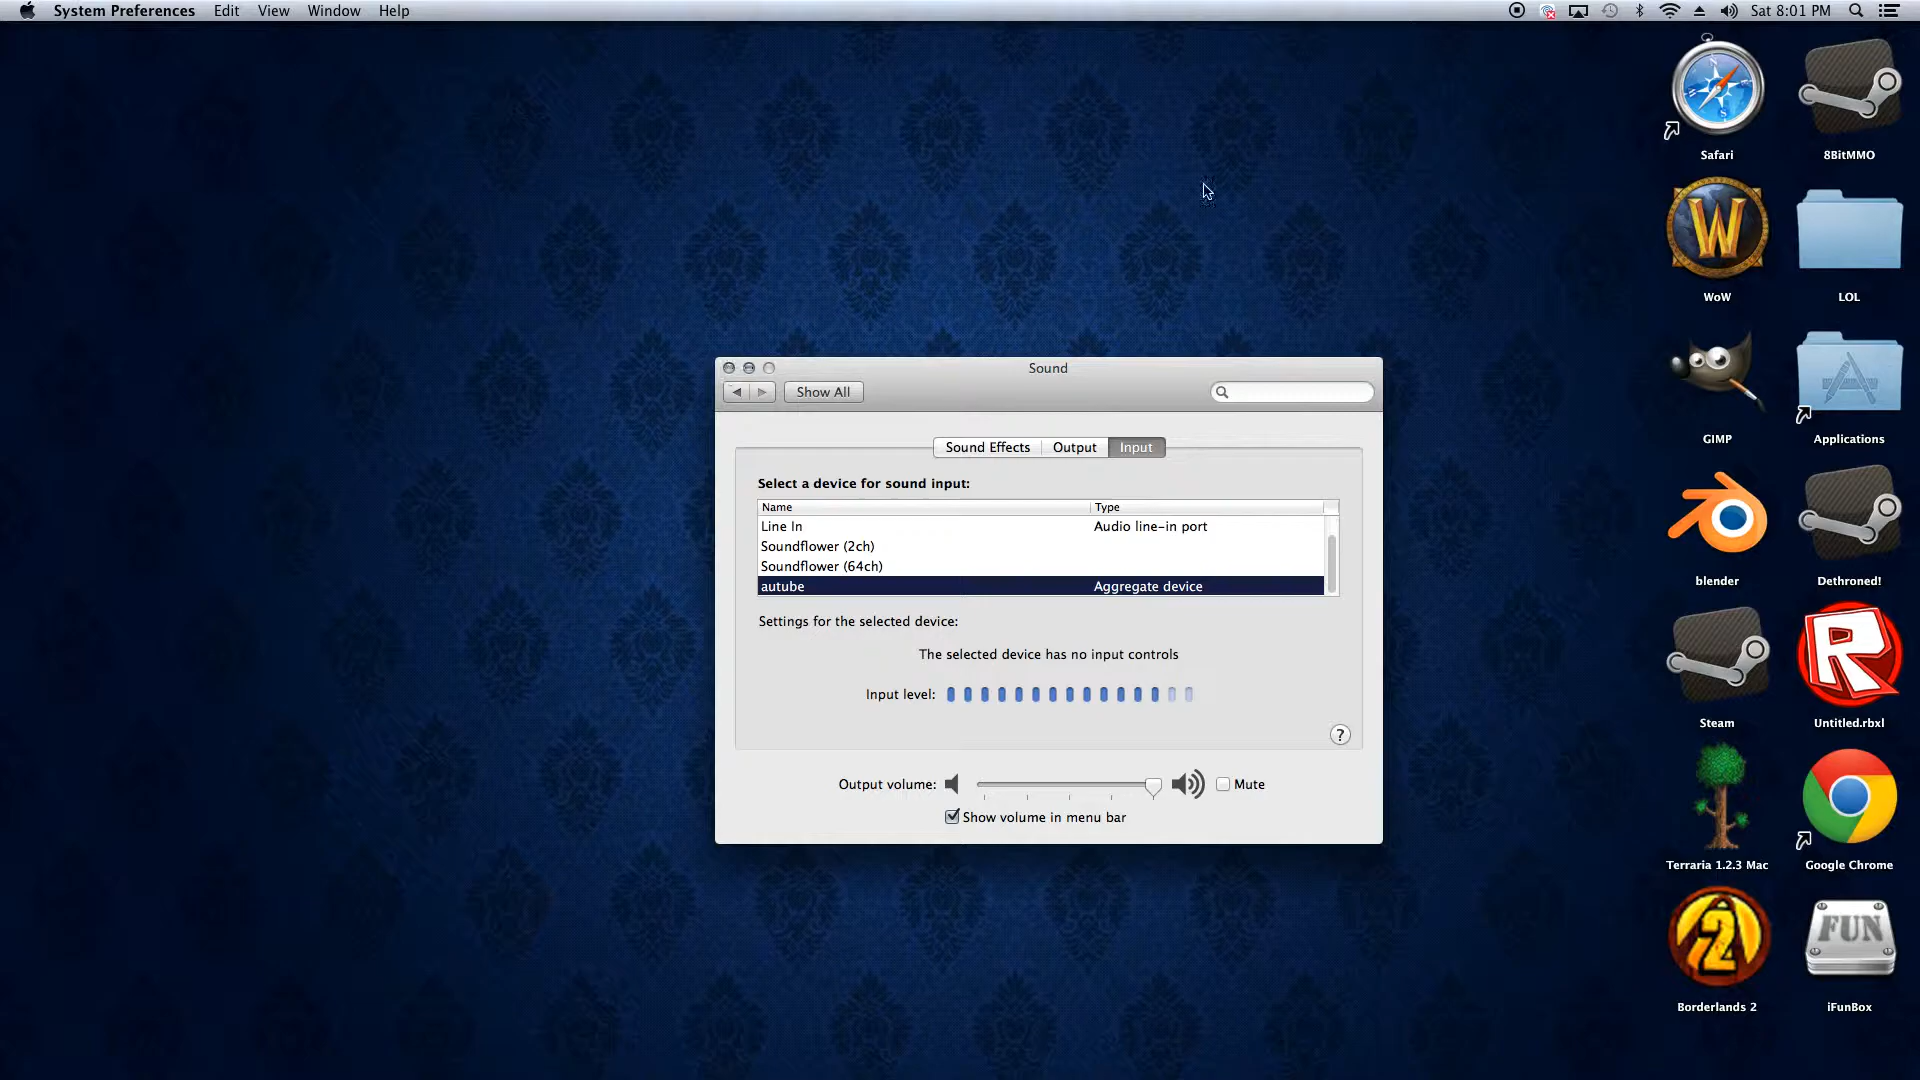 System Preferences Edit View Window Help Sat 8:01 PM
Safari 8BitMMO
WoW LOL
GIMP Applications
blender Dethroned!
Steam Untitled.rbxl
Terraria 1.2.3 Mac Google Chrome
FUN
2
Borderlands 2 iFunBox
Sound
Show All
Sound Effects Output Input
Select a device for sound input:
Name Type
Line In Audio line-in port
Soundflower (2ch)
Soundflower (64ch)
autube Aggregate device
Settings for the selected device:
The selected device has no input controls
Input level:
?
Output volume: Mute
Show volume in menu bar